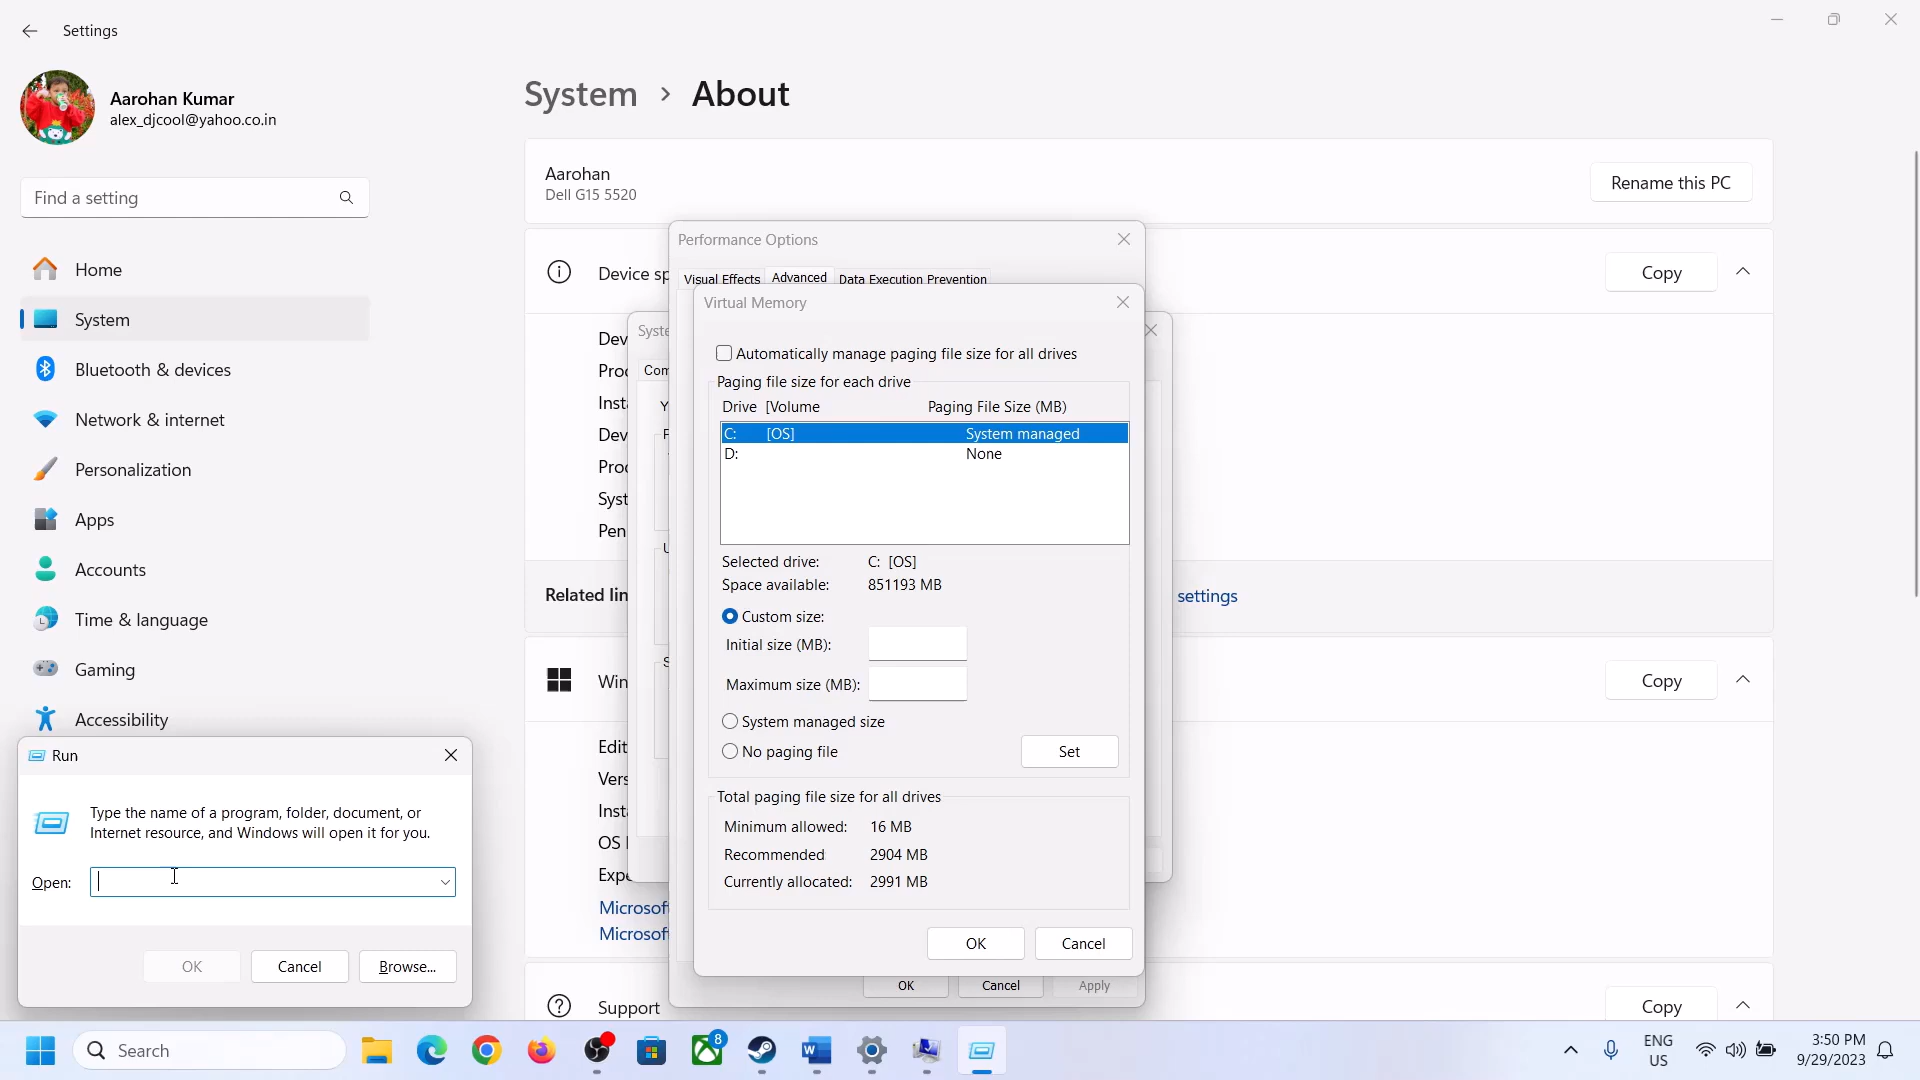 Settings
Aarohan Kumar
alex_djcool@yahoo.co.in
Find a setting
Home
System
Bluetooth & devices
Network & internet
Personalization
Apps
Accounts
Time & language
Gaming
Accessibility
System > About
Aarohan
Dell G15 5520
Rename this PC
Device sp
Copy
Dev
Proc
Inst
Dev
Prod
Syst
Pen
Related lin
settings
Win
Copy
Edit
Vers
Inst
OS
Expe
Microsof
Microsof
Support
Copy
Syste
Com
Performance Options
Visual Effects
Advanced
Data Execution Prevention
OK
Cancel
Apply
Virtual Memory
Automatically manage paging file size for all drives
Paging file size for each drive
Drive [Volume Paging File Size (MB)
C: [OS] System managed
D: None
Selected drive: C: [OS]
Space available: 851193 MB
Custom size:
Initial size (MB):
Maximum size (MB):
System managed size
No paging file
Set
Total paging file size for all drives
Minimum allowed: 16 MB
Recommended 2904 MB
Currently allocated: 2991 MB
OK
Cancel
Run
Type the name of a program, folder, document, or
Internet resource, and Windows will open it for you.
Open:
OK
Cancel
Browse...
Search
8
ENG
US
3:50 PM
9/29/2023